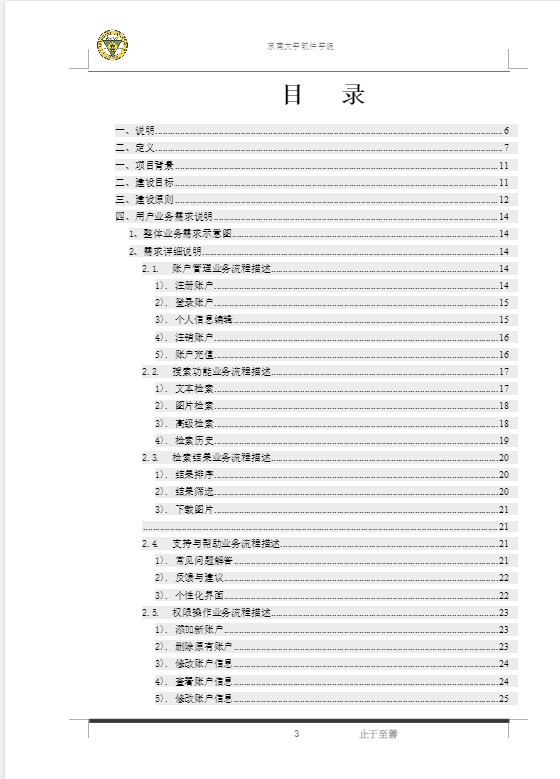 东南大学软件学院
目 录
一、说明 6
二、定义 7
一、项目背景 11
二、建设目标 11
三、建设原则 12
四、用户业务需求说明 14
1、整体业务需求示意图 14
2、需求详细说明 14
2.1. 账户管理业务流程描述 14
1). 注册账户 14
2). 登录账户 15
3). 个人信息编辑 15
4). 注销账户 16
5). 账户充值 16
2.2. 搜索功能业务流程描述 17
1). 文本检索 17
2). 图片检索 18
3). 高级检索 18
4). 检索历史 19
2.3. 检索结果业务流程描述 20
1). 结果排序 20
2). 结果筛选 20
3). 下载图片 21
21
2.4. 支持与帮助业务流程描述 21
1). 常见问题解答 21
2). 反馈与建议 22
3). 个性化界面 22
2.5. 权限操作业务流程描述 23
1). 添加新账户 23
2). 删除原有账户 23
3). 修改账户信息 24
4). 查看账户信息 24
5). 修改账户信息 25
3 止于至善